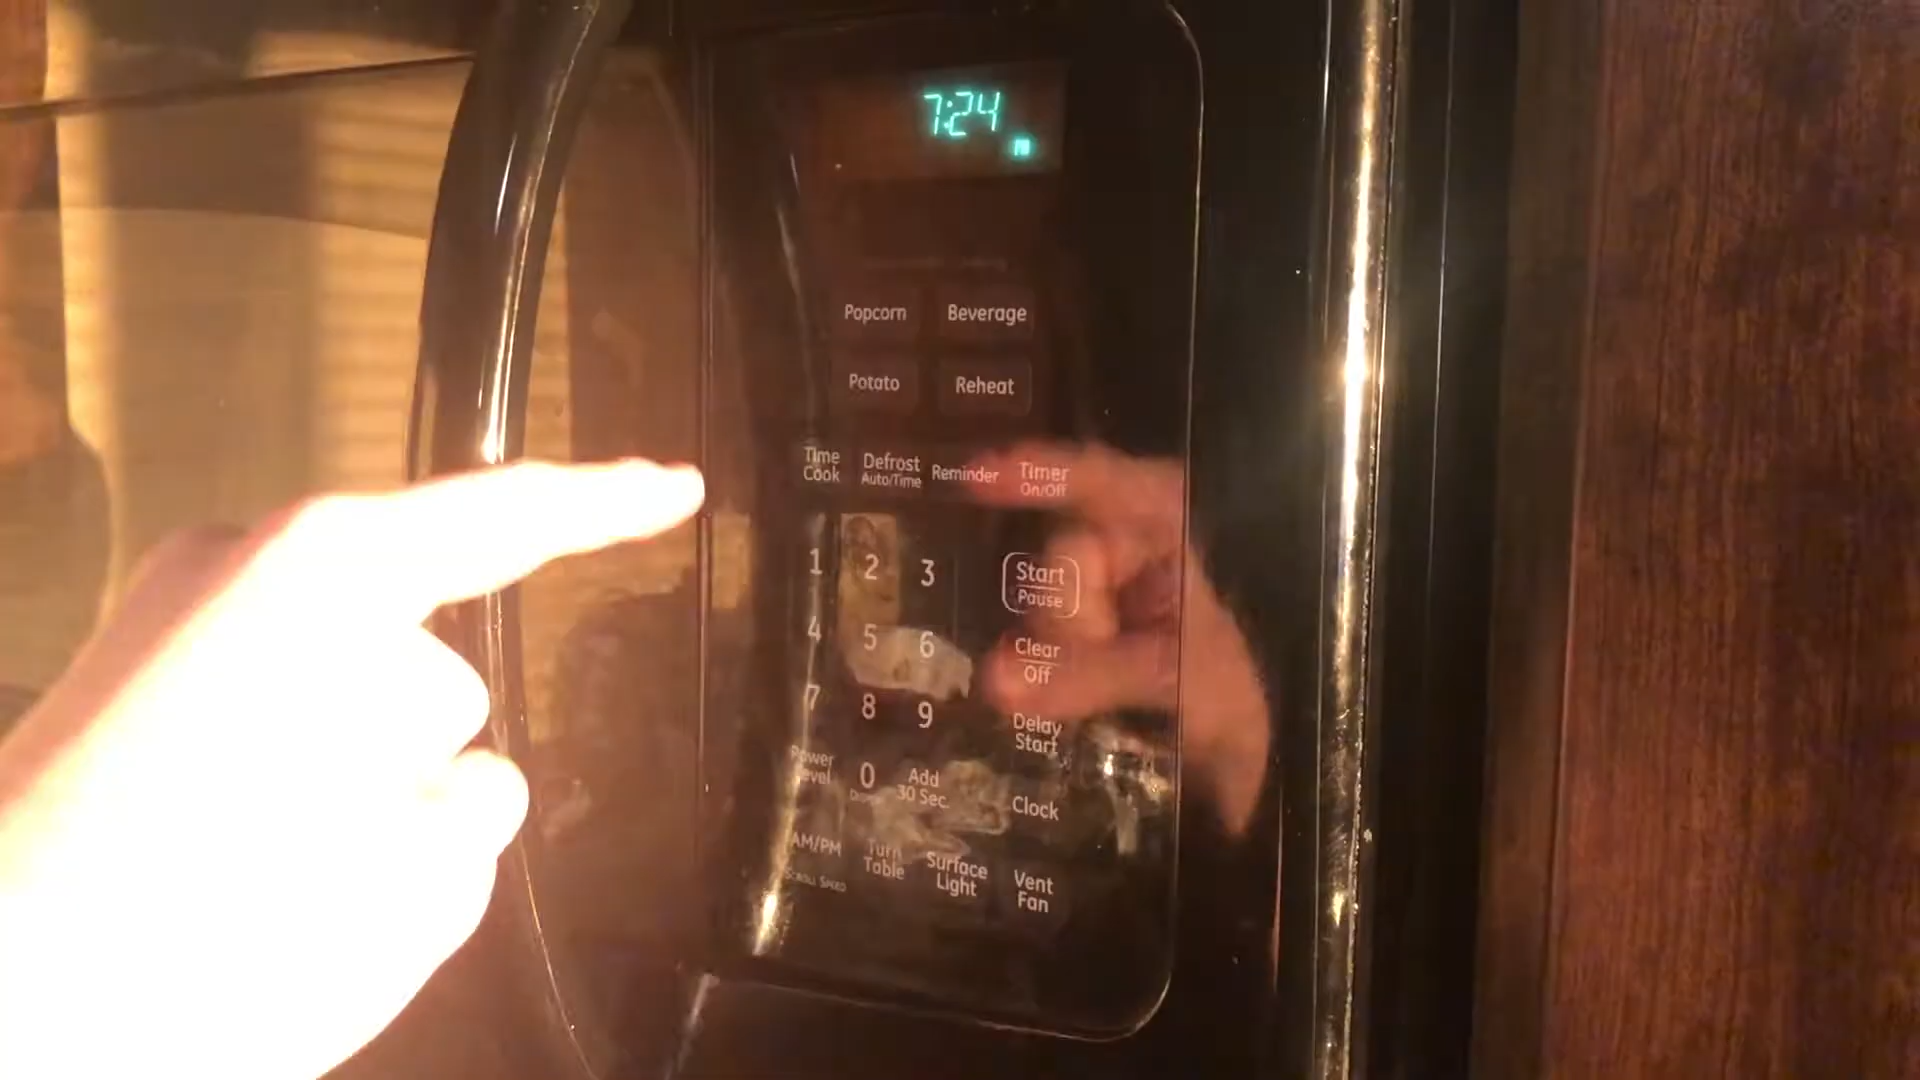 7:24
Popcorn Beverage
Potato Reheat
Time Cook
Defrost Auto/Time
Reminder
Timer On/Off
1 2 3
Start Pause
4 5 6
Clear Off
7 8 9
Delay Start
Power Level
0
Add 30 Sec.
Clock
AM/PM
Scroll Speed
Turn Table
Surface Light
Vent Fan